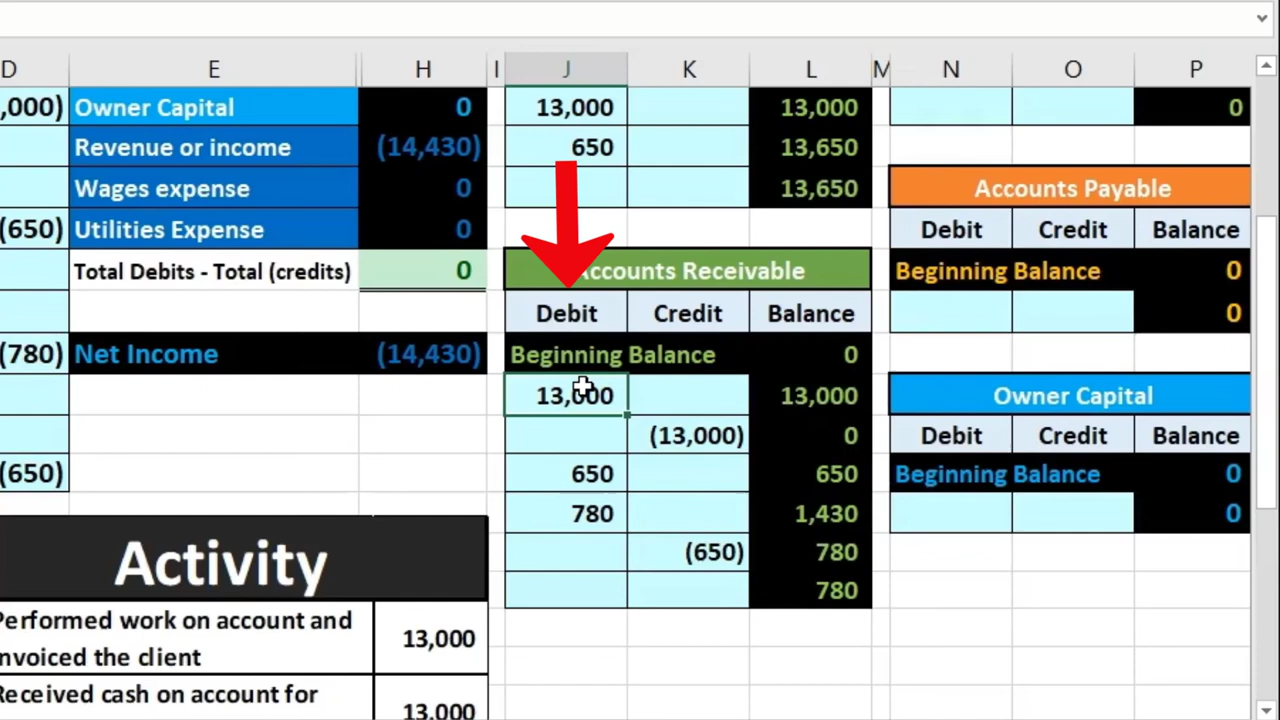 D E H I J K L M N O P
,000) Owner Capital 0 13,000 13,000 0
Revenue or income (14,430) 650 13,650
Wages expense 0 13,650 Accounts Payable
(650) Utilities Expense 0 Debit Credit Balance
Total Debits - Total (credits) 0 Accounts Receivable Beginning Balance 0
Debit Credit Balance 0
(780) Net Income (14,430) Beginning Balance 0
13,000 13,000 Owner Capital
(13,000) 0 Debit Credit Balance
(650) 650 650 Beginning Balance 0
780 1,430 0
Activity (650) 780
780
Performed work on account and
nvoiced the client 13,000
Received cash on account for
13,000